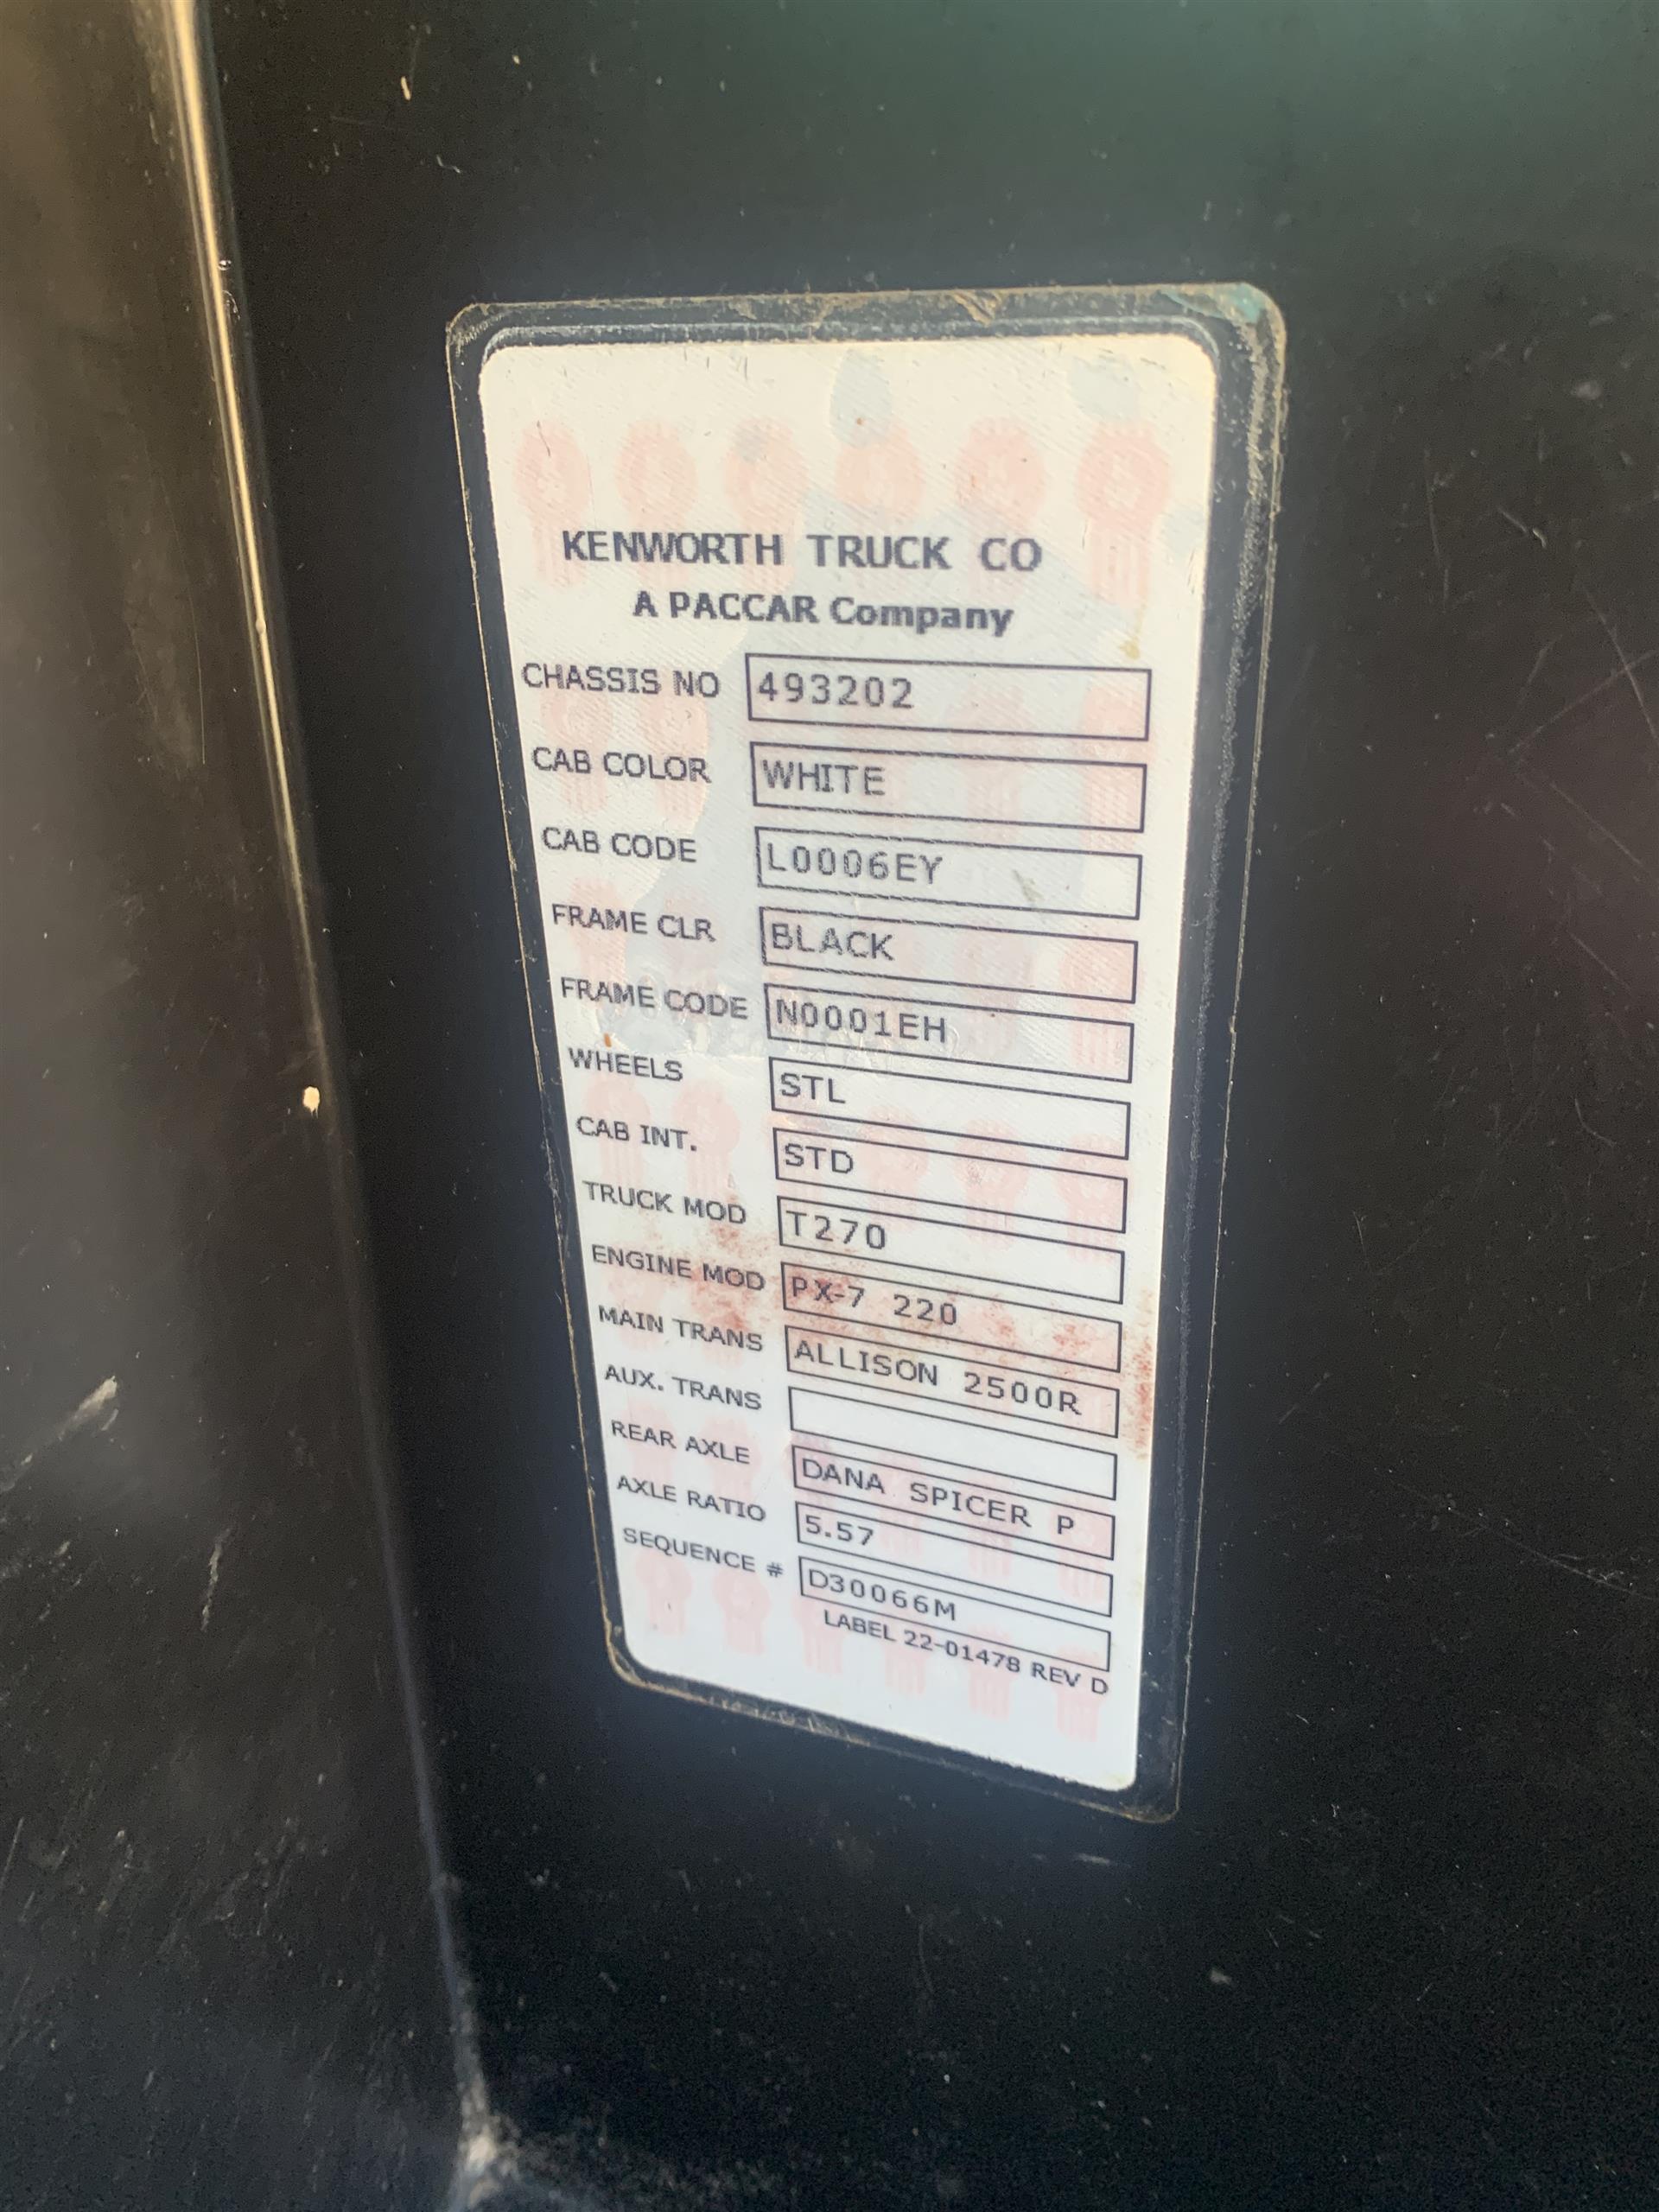 KENWORTH TRUCK CO
A PACCAR Company
CHASSIS NO 493202
CAB COLOR WHITE
CAB CODE L0006EY
FRAME CLR BLACK
FRAME CODE N0001EH
WHEELS STL
CAB INT. STD
TRUCK MOD T270
ENGINE MOD PX-7 220
MAIN TRANS ALLISON 2500R
AUX. TRANS
REAR AXLE DANA SPICER P
AXLE RATIO 5.57
SEQUENCE # D30066M
LABEL 22-01478 REV D